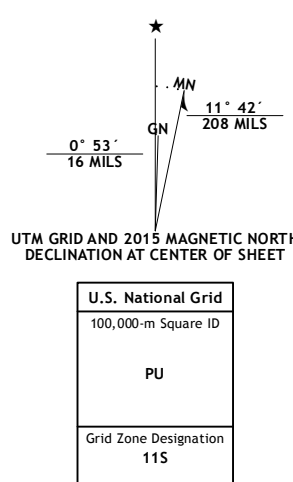 MN
GN
11° 42´
208 MILS
0° 53´
16 MILS
UTM GRID AND 2015 MAGNETIC NORTH
DECLINATION AT CENTER OF SHEET
U.S. National Grid
100,000-m Square ID
PU
Grid Zone Designation
11S